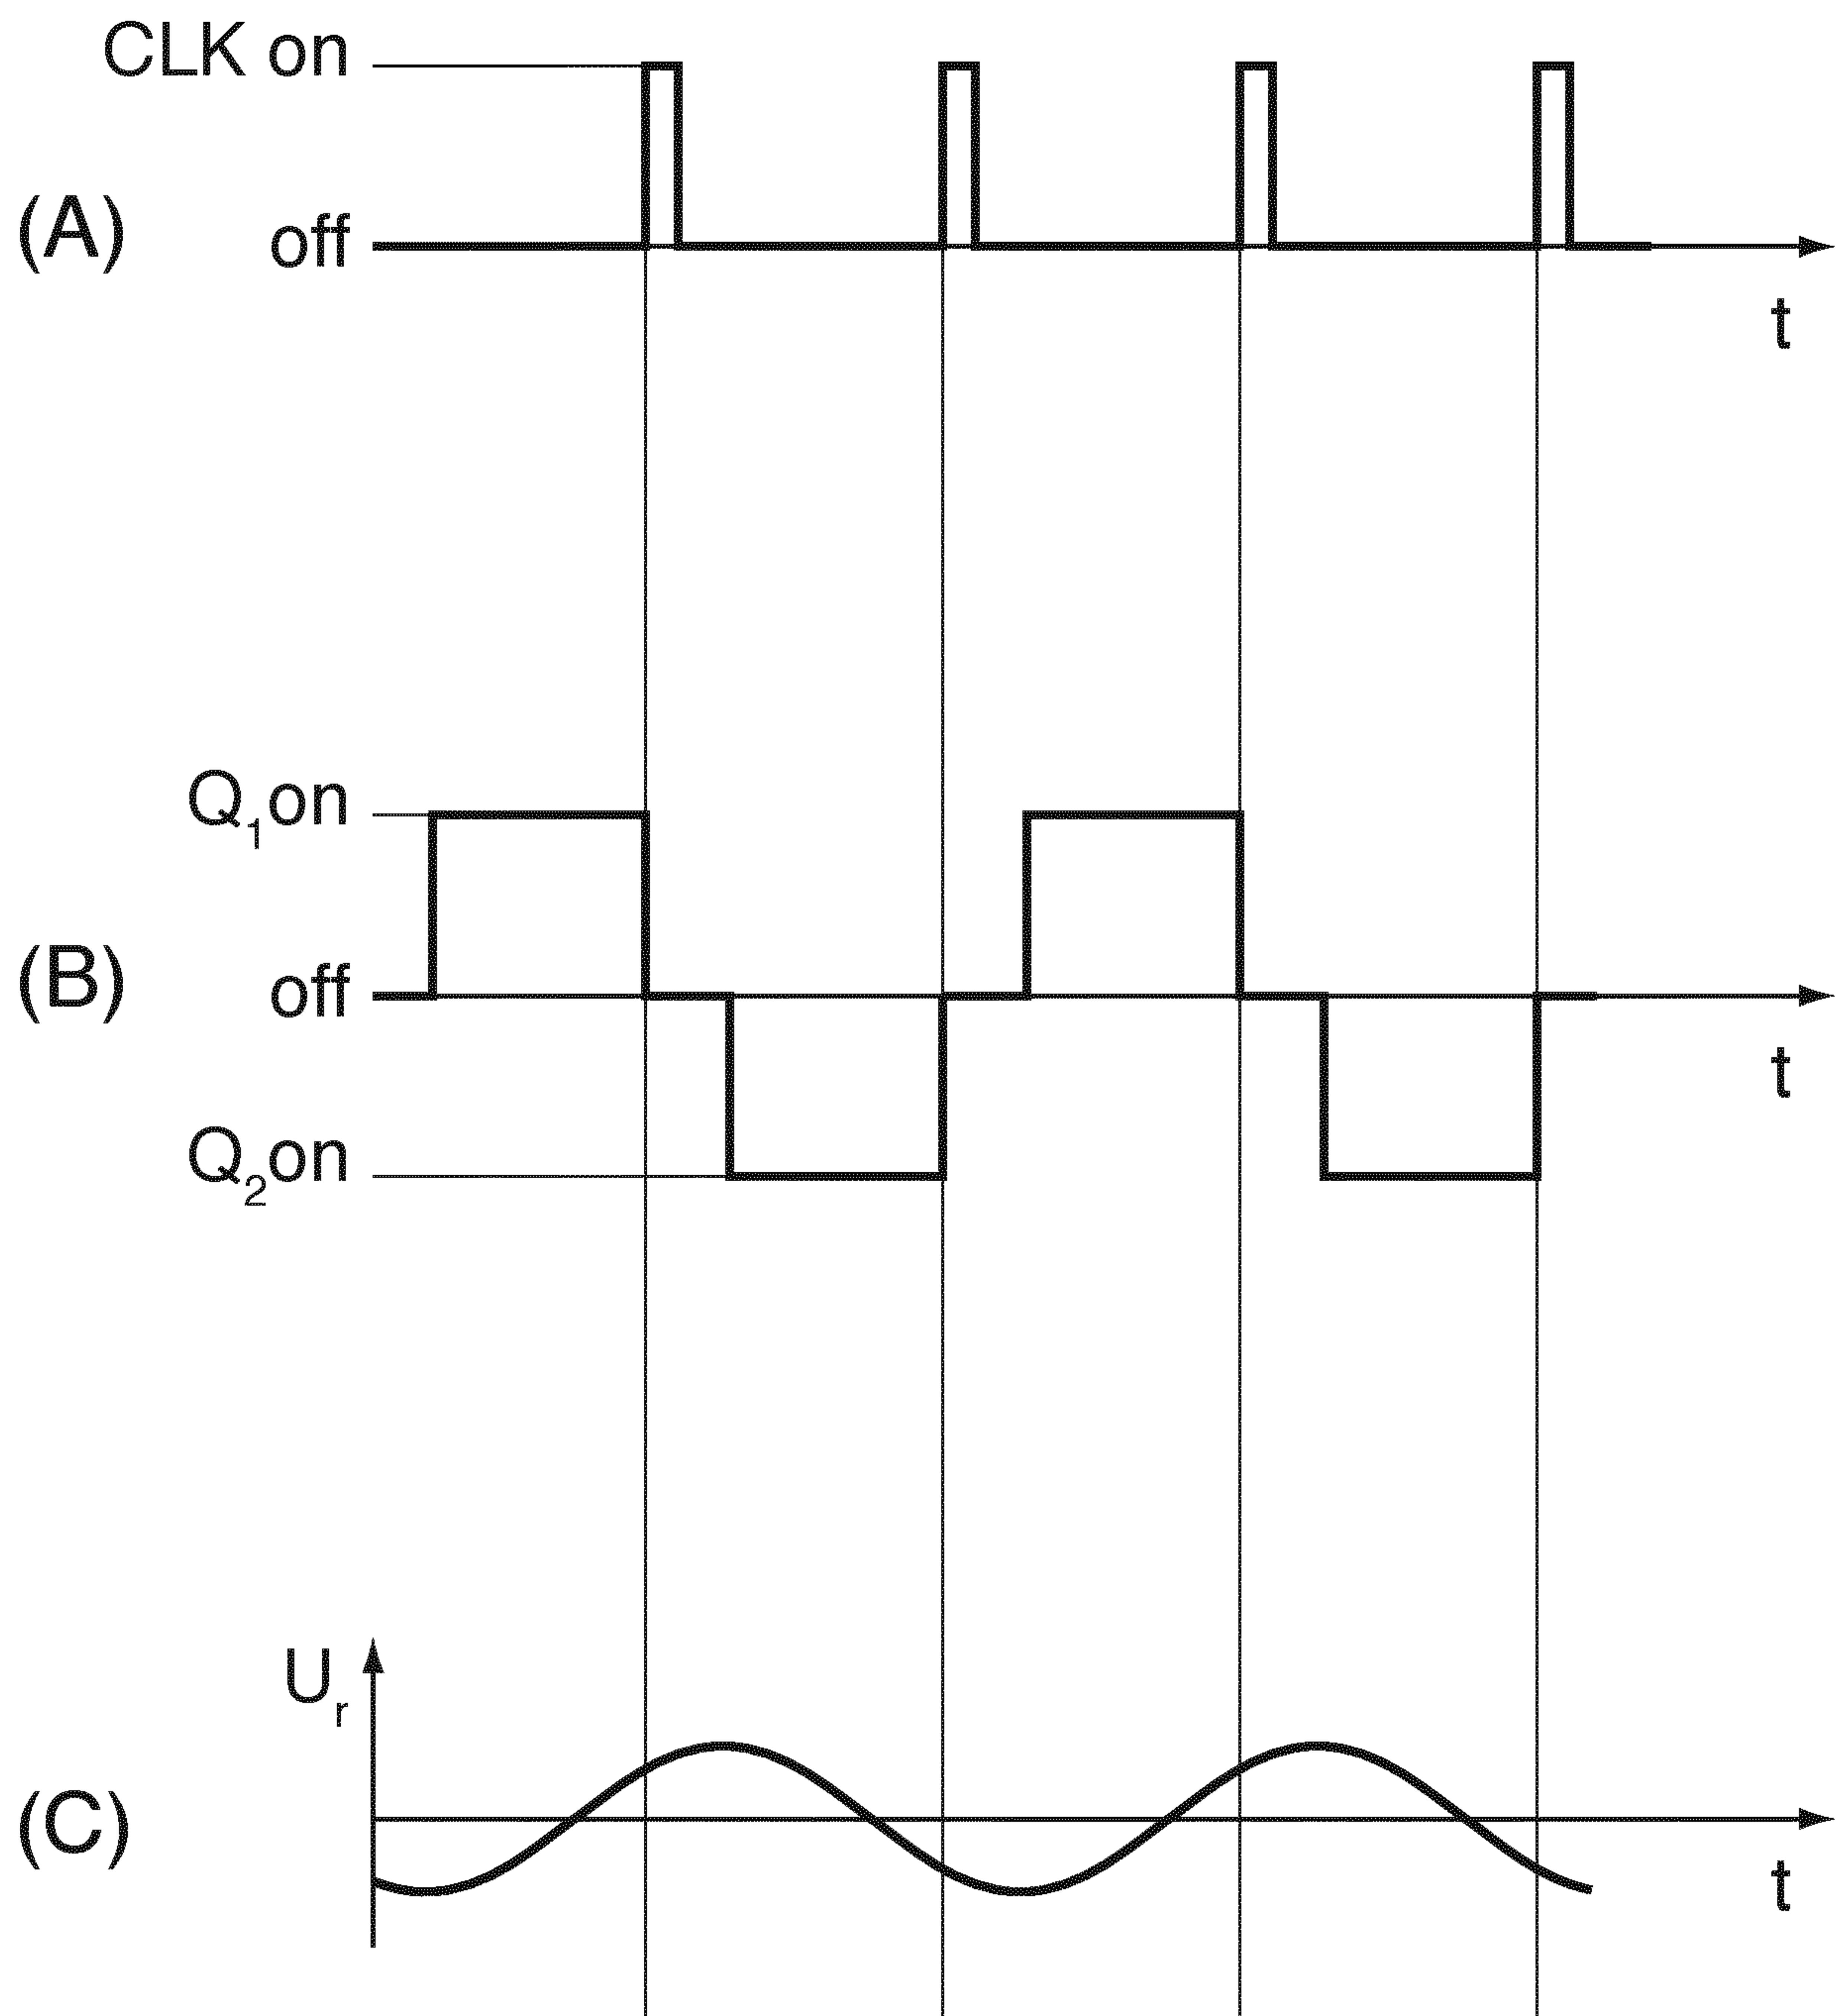 CLK on
(A)
off
t
Q₁on
(B)
off
t
Q₂on
Uᵣ
(C)
t